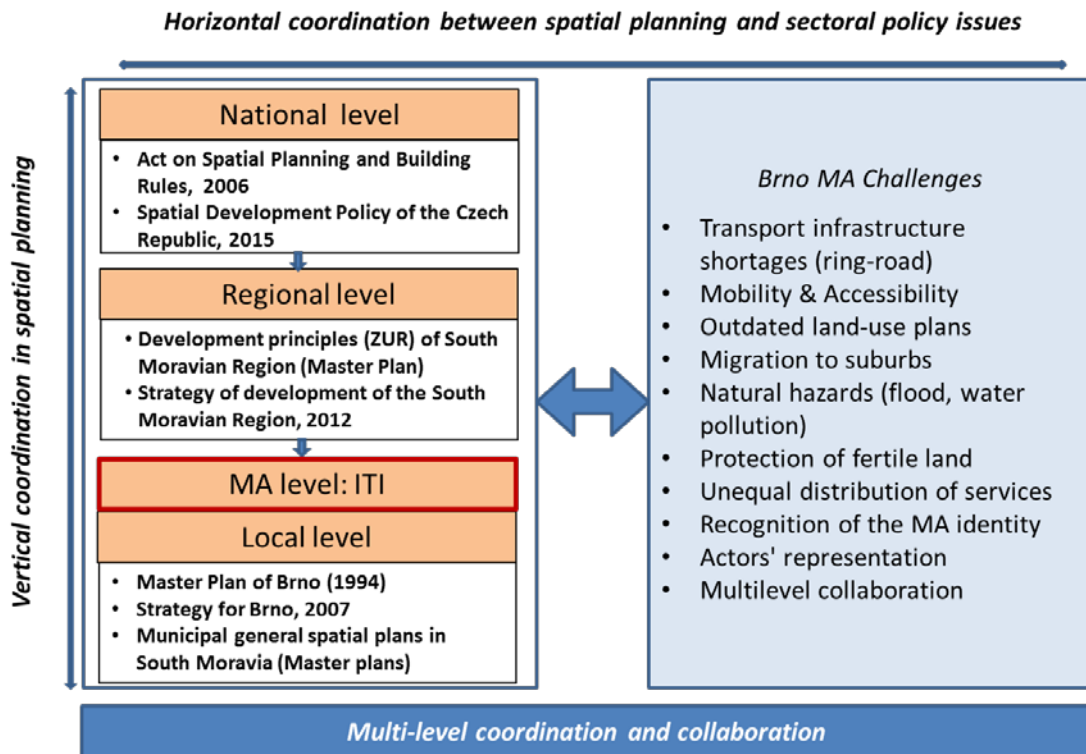 Horizontal coordination between spatial planning and sectoral policy issues
Vertical coordination in spatial planning
National level
• Act on Spatial Planning and Building
Rules, 2006
• Spatial Development Policy of the Czech
Republic, 2015
Regional level
• Development principles (ZUR) of South
Moravian Region (Master Plan)
• Strategy of development of the South
Moravian Region, 2012
MA level: ITI
Local level
• Master Plan of Brno (1994)
• Strategy for Brno, 2007
• Municipal general spatial plans in
South Moravia (Master plans)
Brno MA Challenges
• Transport infrastructure
shortages (ring-road)
• Mobility & Accessibility
• Outdated land-use plans
• Migration to suburbs
• Natural hazards (flood, water
pollution)
• Protection of fertile land
• Unequal distribution of services
• Recognition of the MA identity
• Actors' representation
• Multilevel collaboration
Multi-level coordination and collaboration